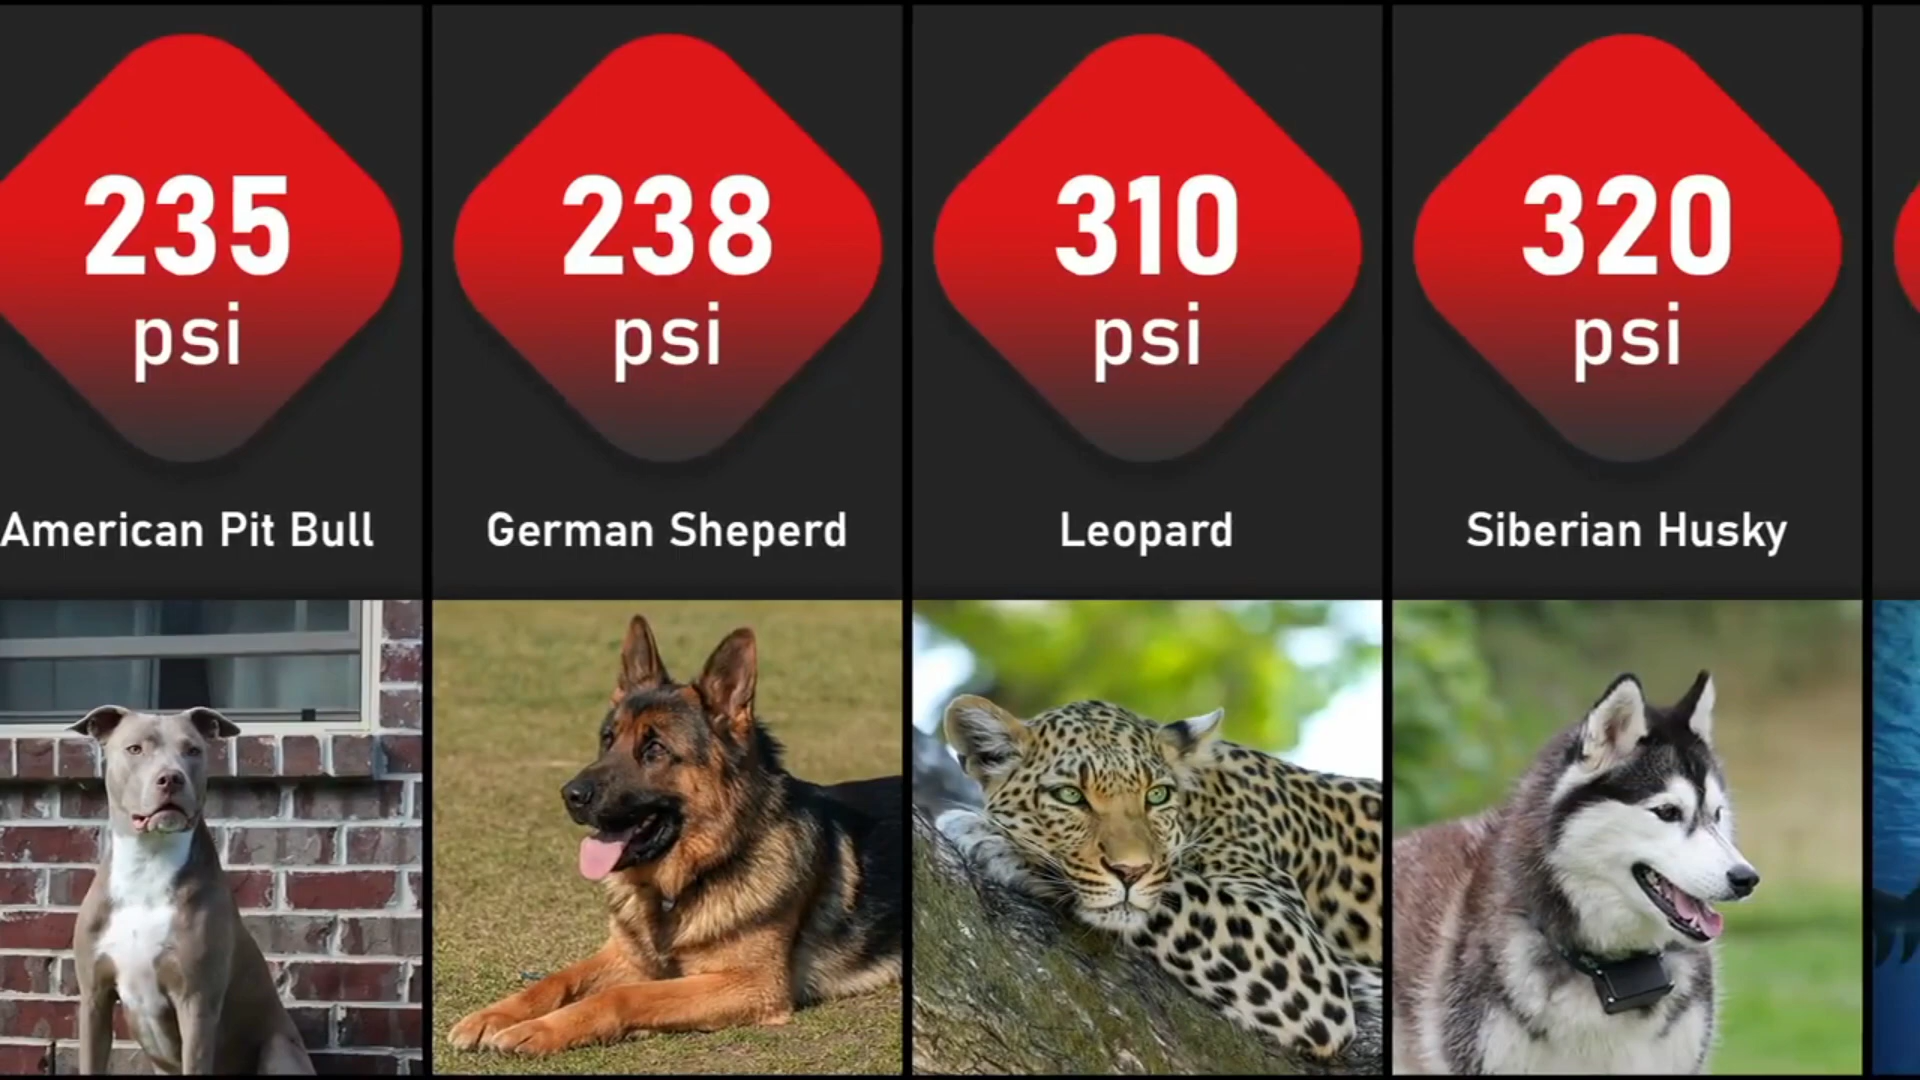 235
psi
American Pit Bull
238
psi
German Sheperd
310
psi
Leopard
320
psi
Siberian Husky